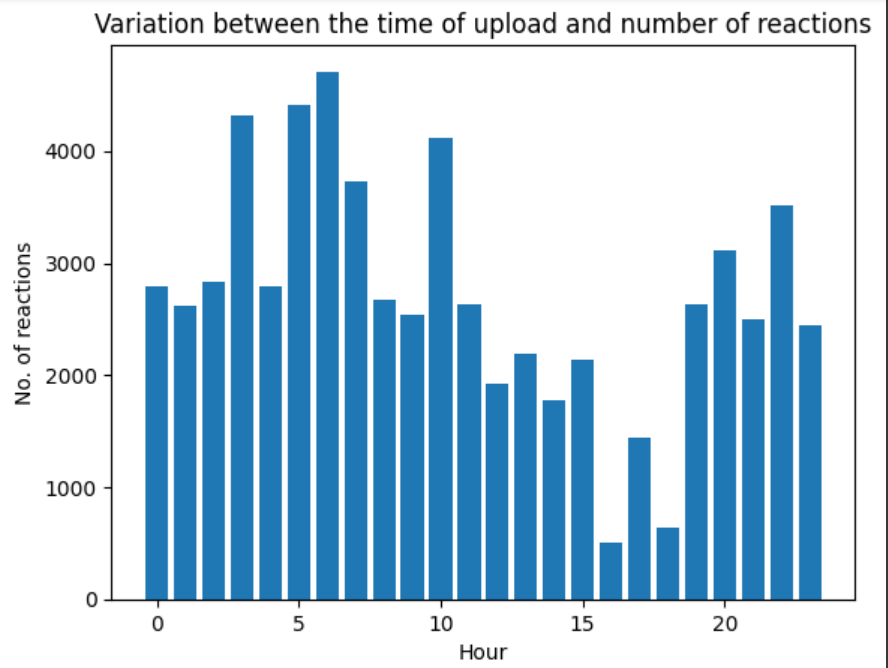 Variation between the time of upload and number of reactions
4000
3000
2000
1000
0
No. of reactions
0 5 10 15 20
Hour